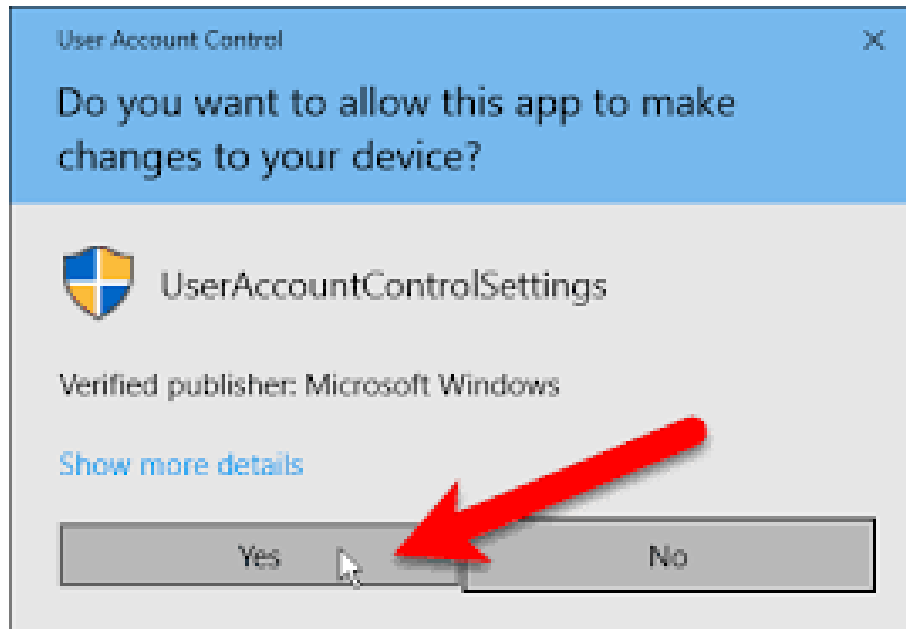 User Account Control
Do you want to allow this app to make
changes to your device?
UserAccountControlSettings
Verified publisher: Microsoft Windows
Show more details
Yes
No